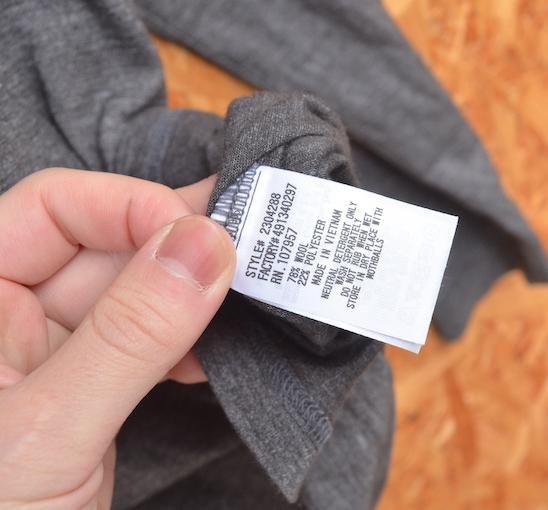 STYLE# 2304288
FACTORY#491340297
RN. 107957
78% WOOL
22% POLYESTER
MADE IN VIETNAM
NEUTRAL DETERGENT ONLY
WASH SEPARATELY
DO NOT RUB WHEN WET
STORE IN DRY PLACE WITH
MOTHBALLS